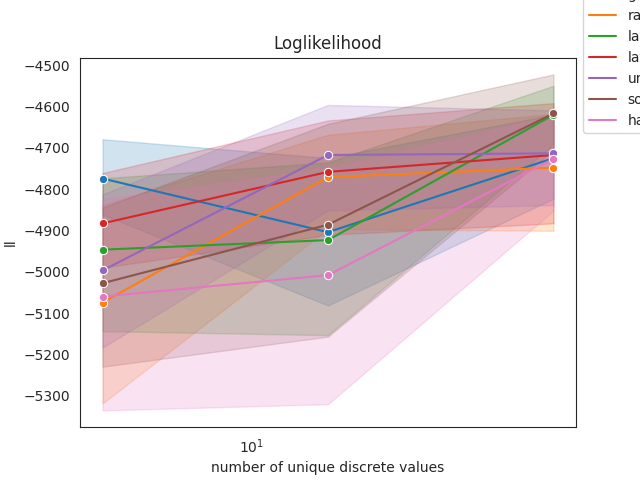 Loglikelihood
−4500
−4600
−4700
−4800
−4900
−5000
−5100
−5200
−5300
ll
10¹
number of unique discrete values
ra
la
la
un
so
ha